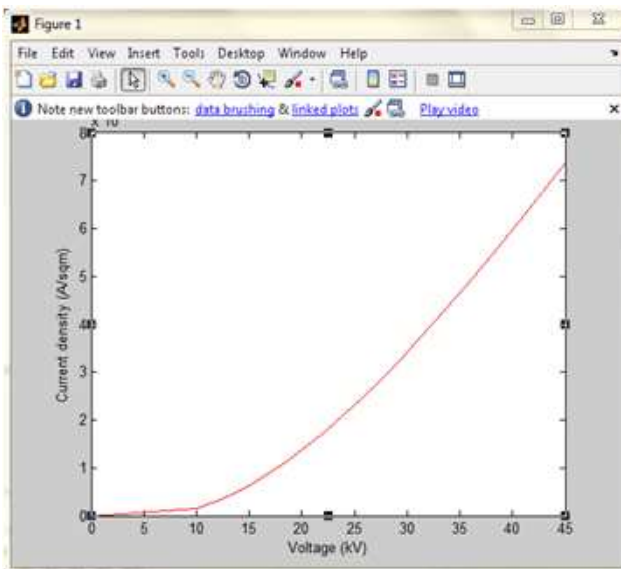 Figure 1
File Edit View Insert Tools Desktop Window Help
Note new toolbar buttons: data brushing & linked plots Play video
x 10
8
7
6
5
4
3
2
1
0
Current density (A/sqm)
0 5 10 15 20 25 30 35 40 45
Voltage (kV)